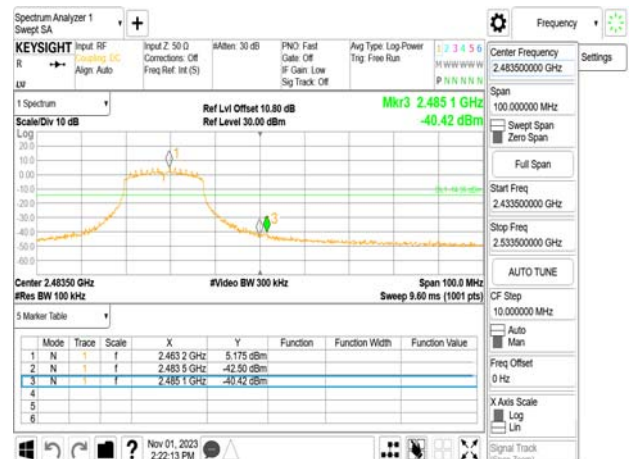 Spectrum Analyzer 1
Swept SA
Frequency
KEYSIGHT
R
LW
Input: RF
Coupling: DC
Align: Auto
Input Z: 50 Ω
Corrections: Off
Freq Ref: Int (S)
#Atten: 30 dB
PNO: Fast
Gate: Off
IF Gain: Low
Sig Track: Off
Avg Type: Log-Power
Trig: Free Run
1 2 3 4 5 6
M W W W W W
P N N N N N
1 Spectrum
Scale/Div 10 dB
Ref Lvl Offset 10.80 dB
Ref Level 30.00 dBm
Mkr3 2.485 1 GHz
-40.42 dBm
Log
20.0
10.0
0.00
-10.0
-20.0
-30.0
-40.0
-50.0
-60.0
1
3
Center 2.48350 GHz
#Res BW 100 kHz
#Video BW 300 kHz
Span 100.0 MHz
Sweep 9.60 ms (1001 pts)
5 Marker Table
Mode Trace Scale X Y Function Function Width Function Value
1 N 1 f 2.463 2 GHz 5.175 dBm
2 N 1 f 2.483 5 GHz -42.50 dBm
3 N 1 f 2.485 1 GHz -40.42 dBm
4
5
6
?
Nov 01, 2023
2:22:13 PM
Center Frequency
2.483500000 GHz
Settings
Span
100.000000 MHz
Swept Span
Zero Span
Full Span
Start Freq
2.433500000 GHz
Stop Freq
2.533500000 GHz
AUTO TUNE
CF Step
10.000000 MHz
Auto
Man
Freq Offset
0 Hz
X Axis Scale
Log
Lin
Signal Track